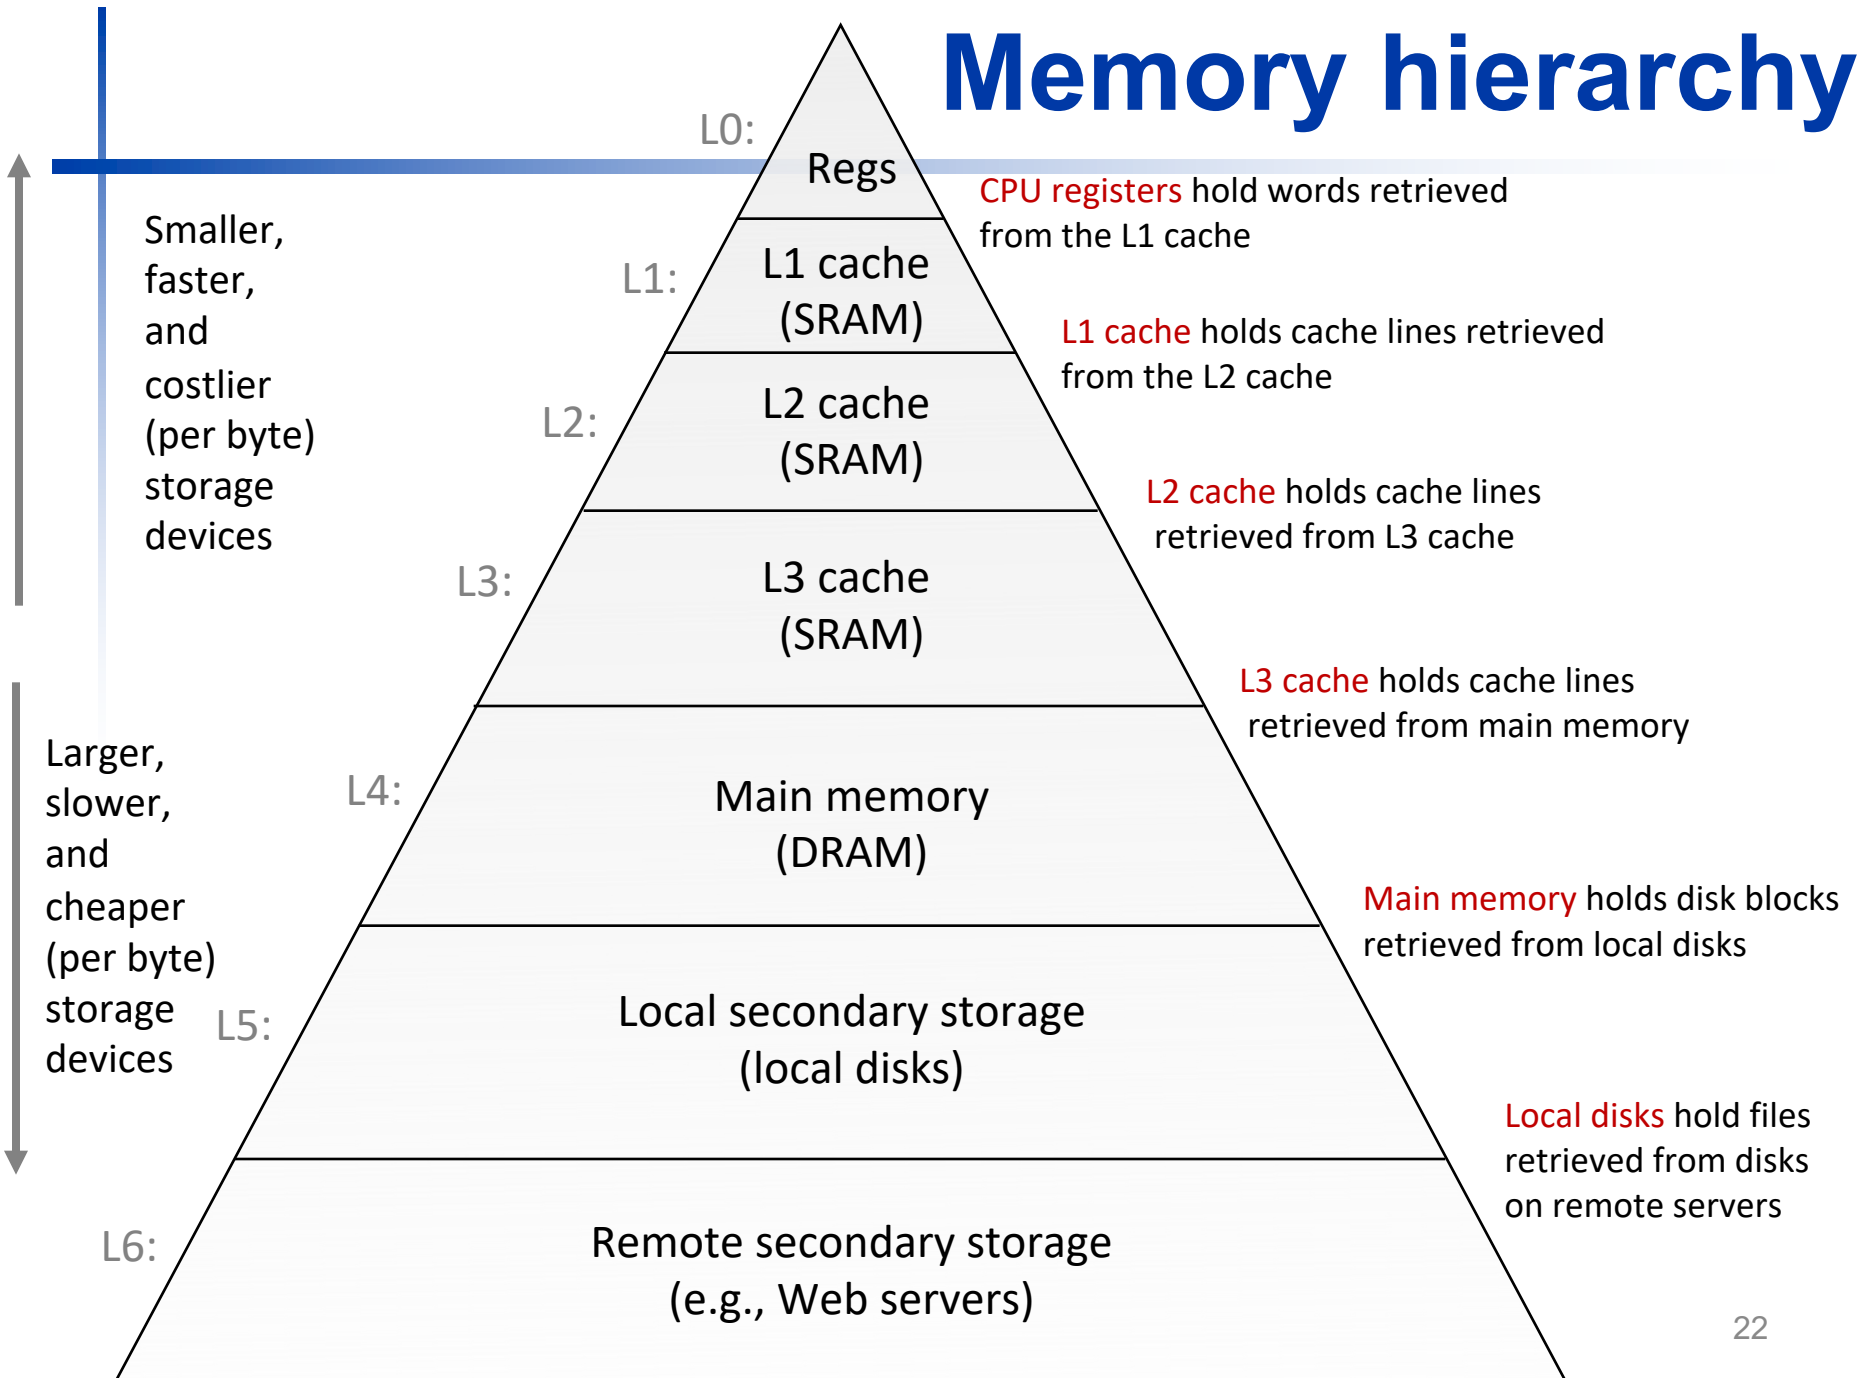 Memory hierarchy
L0:
Regs
CPU registers hold words retrieved
from the L1 cache
Smaller,
faster,
and
costlier
(per byte)
storage
devices
L1:
L1 cache
(SRAM)
L1 cache holds cache lines retrieved
from the L2 cache
L2:
L2 cache
(SRAM)
L2 cache holds cache lines
retrieved from L3 cache
L3:
L3 cache
(SRAM)
L3 cache holds cache lines
retrieved from main memory
Larger,
slower,
and
cheaper
(per byte)
storage
devices
L4:
Main memory
(DRAM)
Main memory holds disk blocks
retrieved from local disks
L5:
Local secondary storage
(local disks)
Local disks hold files
retrieved from disks
on remote servers
L6:
Remote secondary storage
(e.g., Web servers)
22